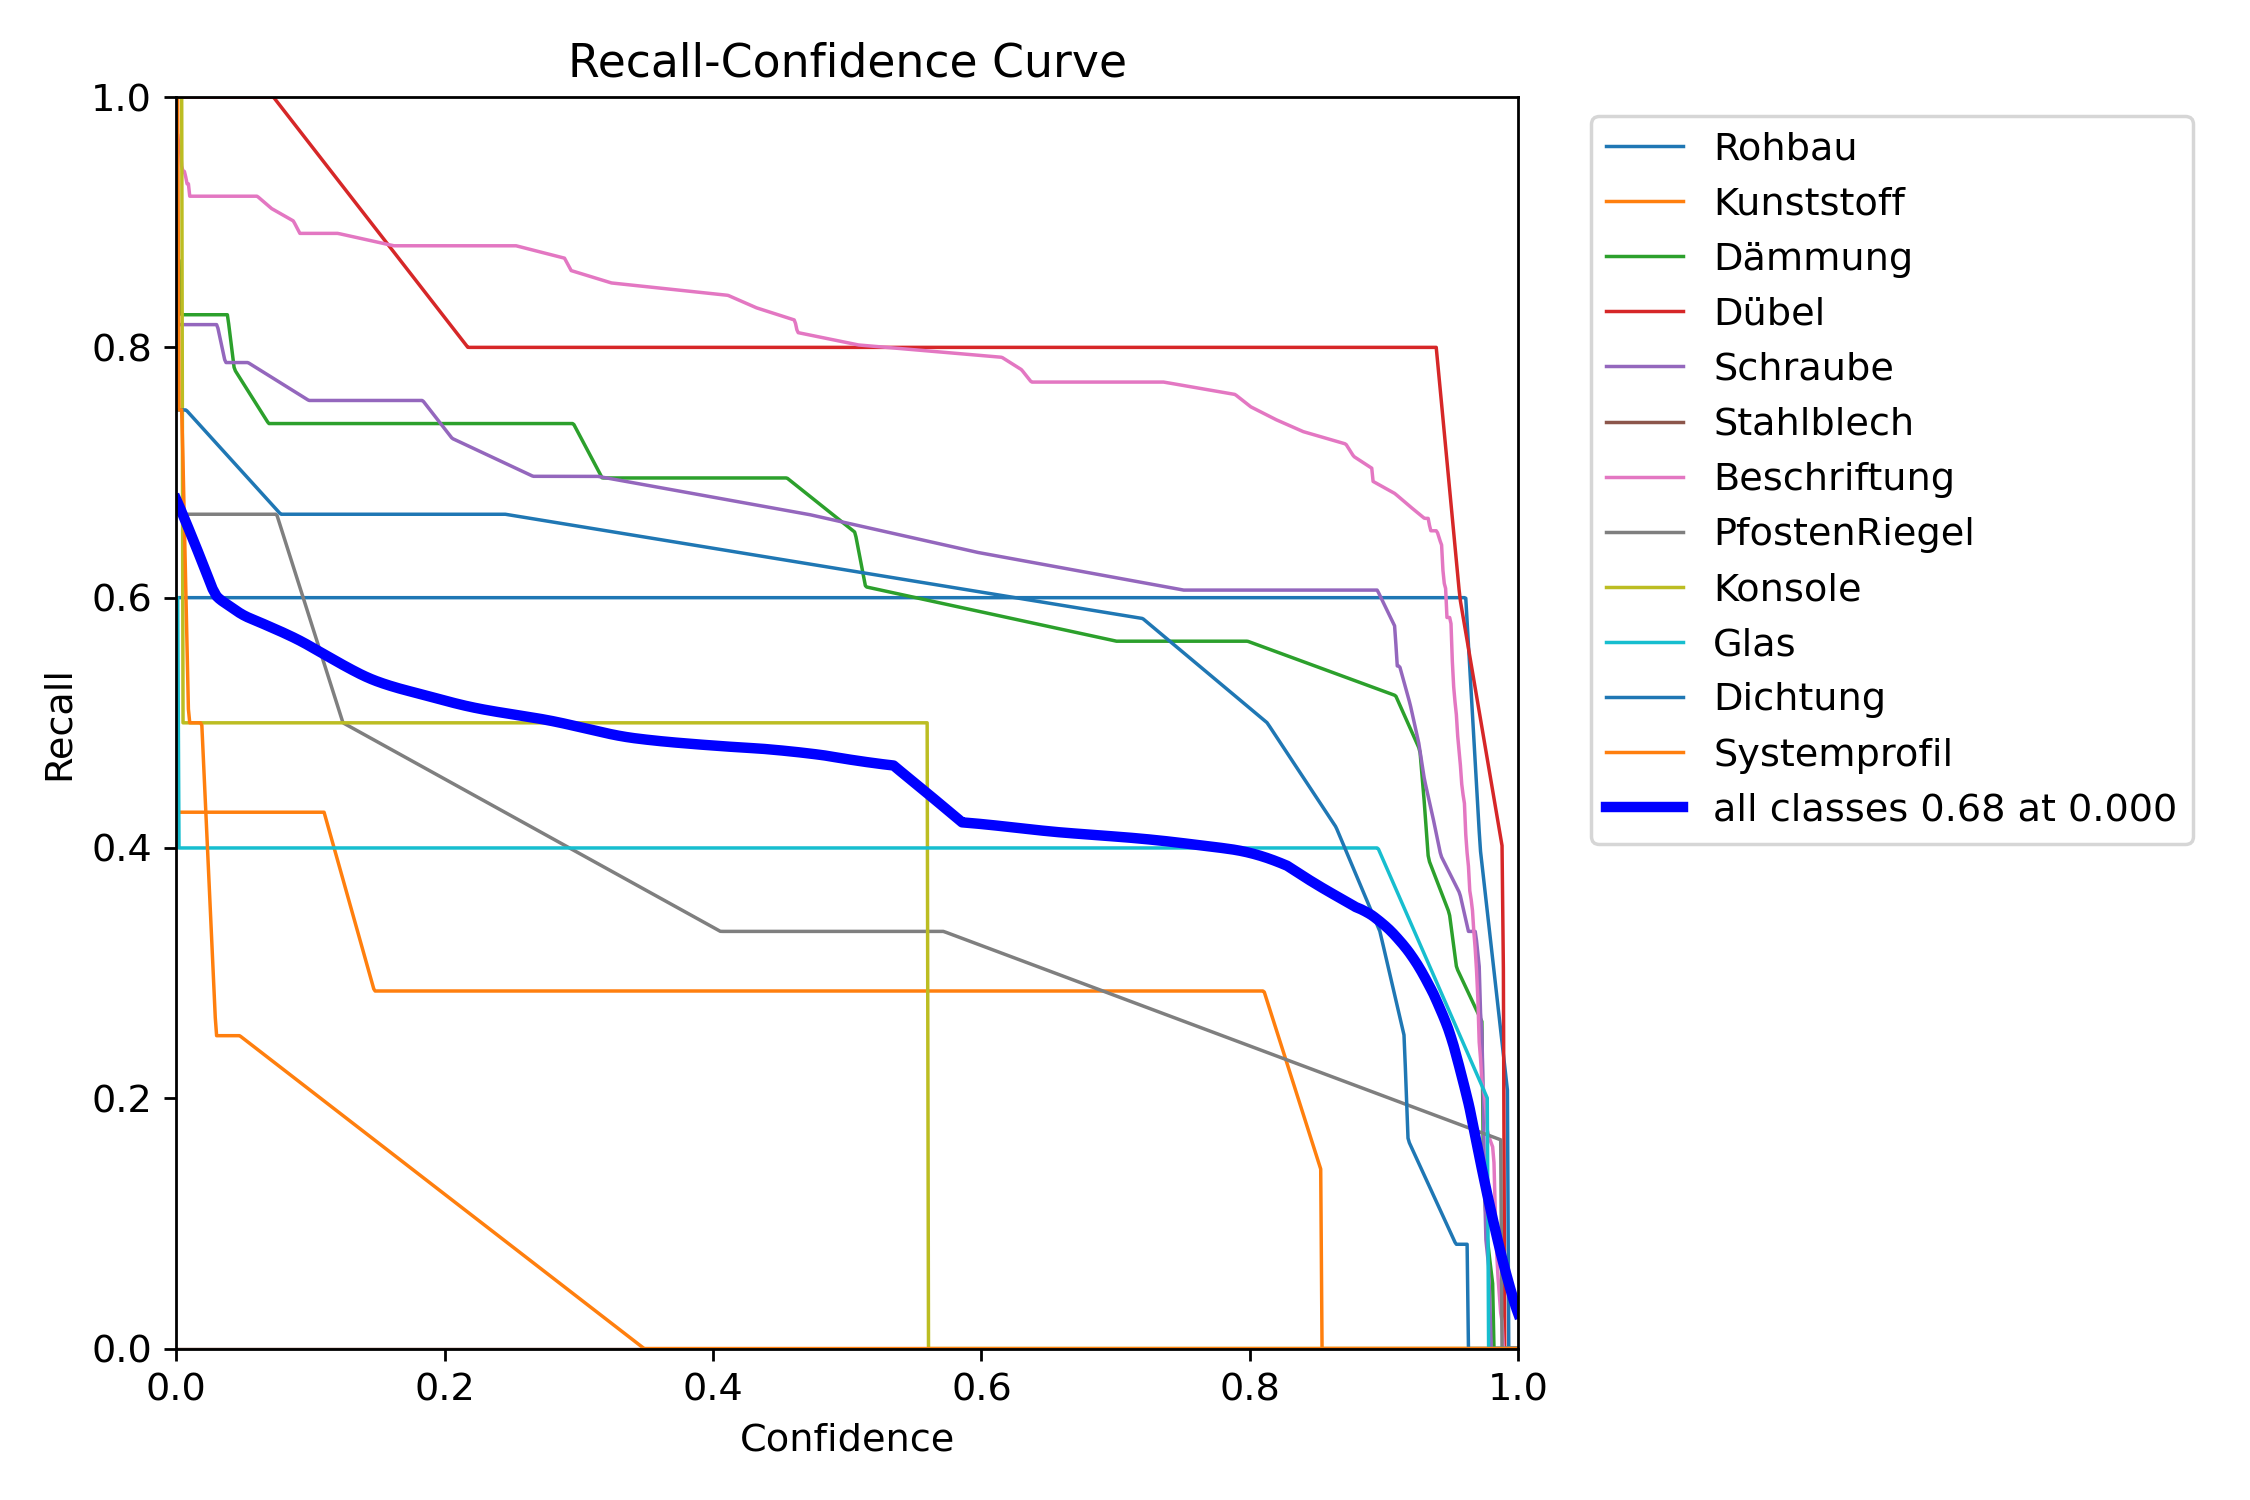 Recall-Confidence Curve
1.0
0.8
0.6
0.4
0.2
0.0
Recall
0.0 0.2 0.4 0.6 0.8 1.0
Confidence
Rohbau
Kunststoff
Dämmung
Dübel
Schraube
Stahlblech
Beschriftung
PfostenRiegel
Konsole
Glas
Dichtung
Systemprofil
all classes 0.68 at 0.000